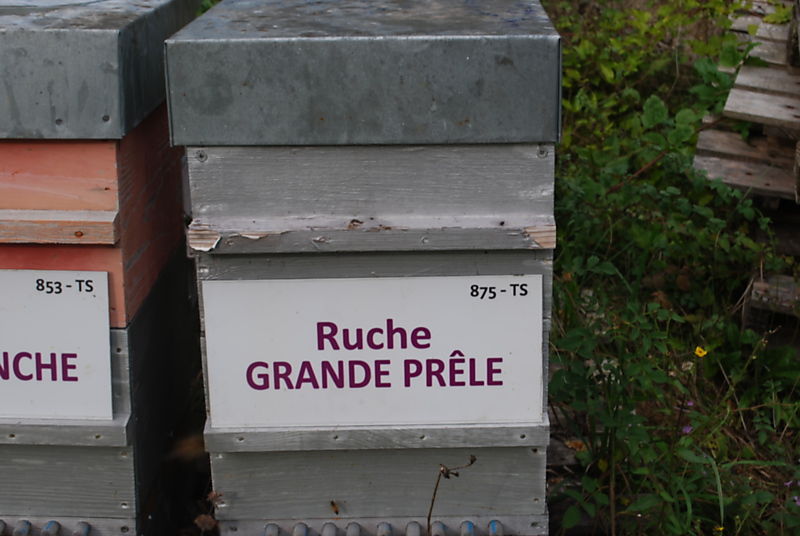 853 - TS
NCHE
875 - TS
Ruche
GRANDE PRÊLE